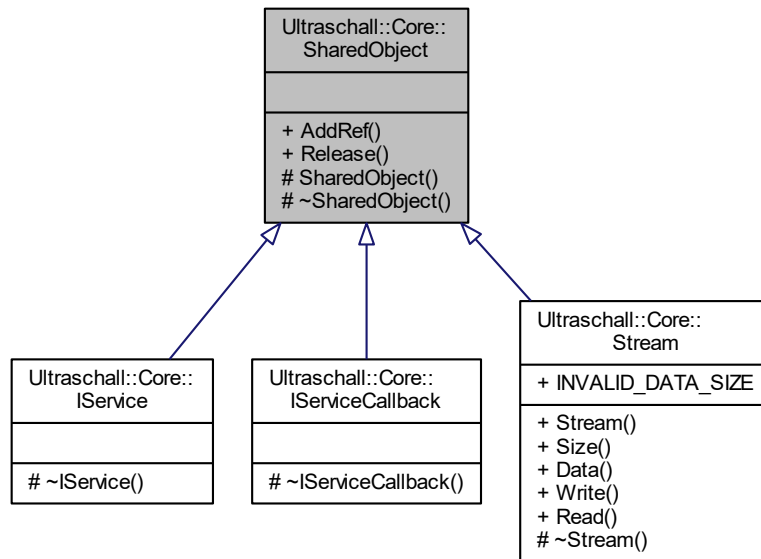 Ultraschall::Core::
SharedObject
+ AddRef()
+ Release()
# SharedObject()
# ~SharedObject()
Ultraschall::Core::
IService
# ~IService()
Ultraschall::Core::
IServiceCallback
# ~IServiceCallback()
Ultraschall::Core::
Stream
+ INVALID_DATA_SIZE
+ Stream()
+ Size()
+ Data()
+ Write()
+ Read()
# ~Stream()